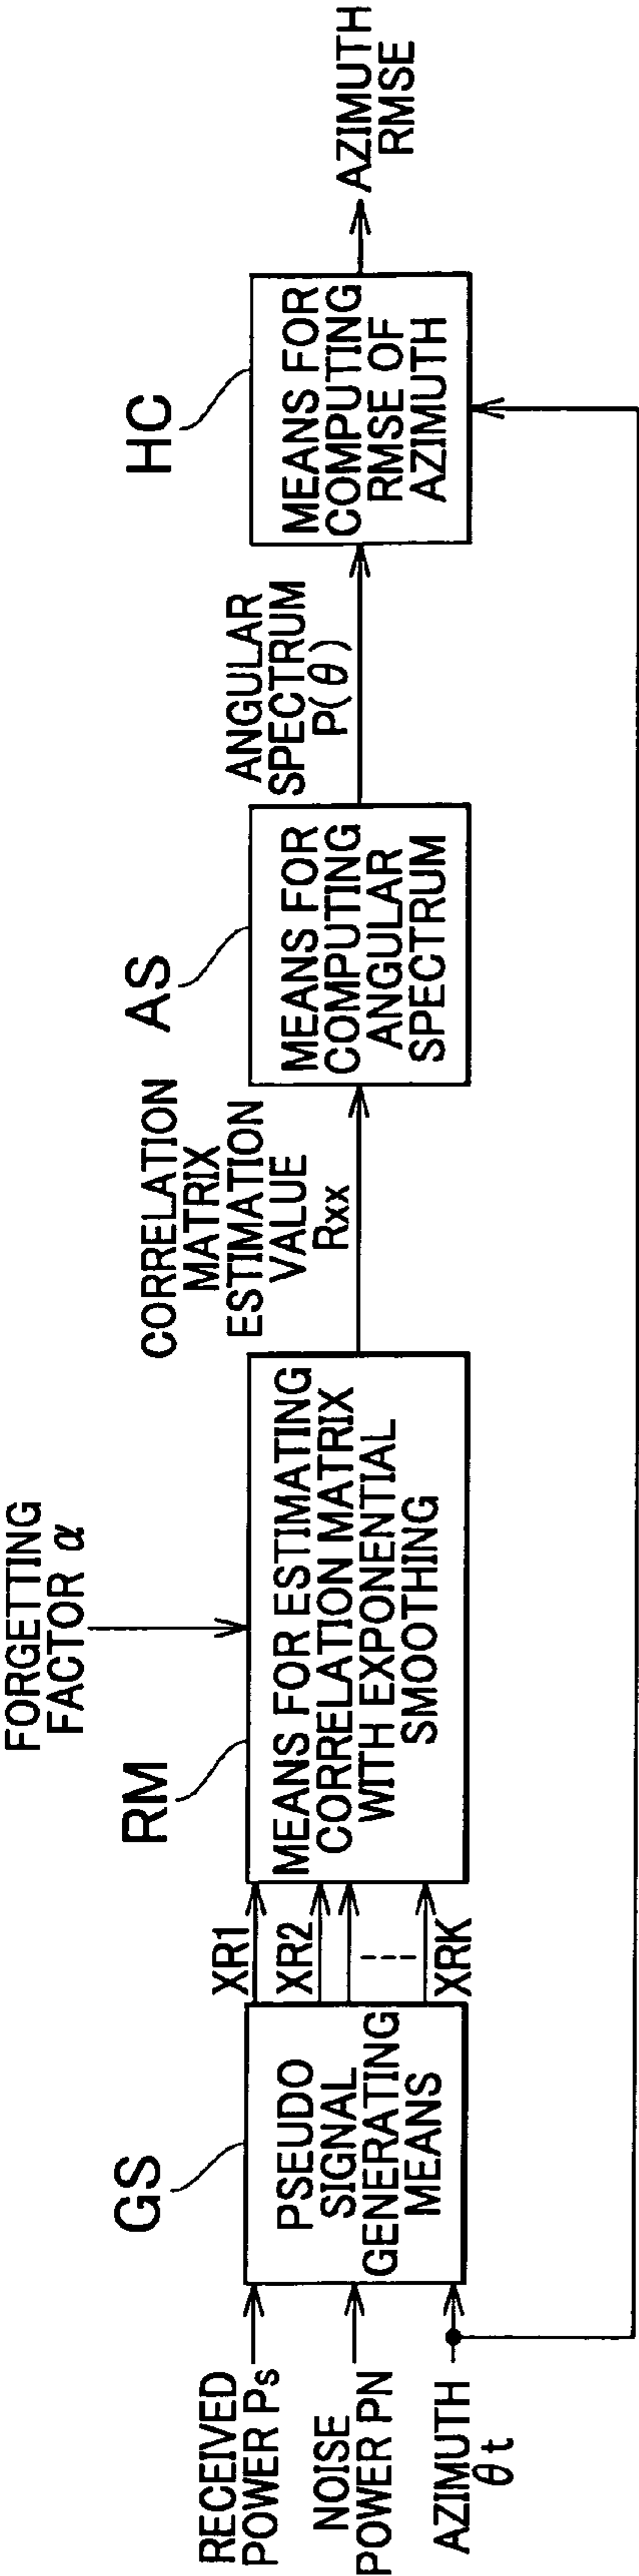 RECEIVED
POWER Ps
NOISE
POWER PN
AZIMUTH
θt
GS
PSEUDO
SIGNAL
GENERATING
MEANS
XR1
XR2
XRK
FORGETTING
FACTOR α
RM
MEANS FOR ESTIMATING
CORRELATION MATRIX
WITH EXPONENTIAL
SMOOTHING
CORRELATION
MATRIX
ESTIMATION
VALUE
Rxx
AS
MEANS FOR
COMPUTING
ANGULAR
SPECTRUM
ANGULAR
SPECTRUM
P(θ)
HC
MEANS FOR
COMPUTING
RMSE OF
AZIMUTH
AZIMUTH
RMSE